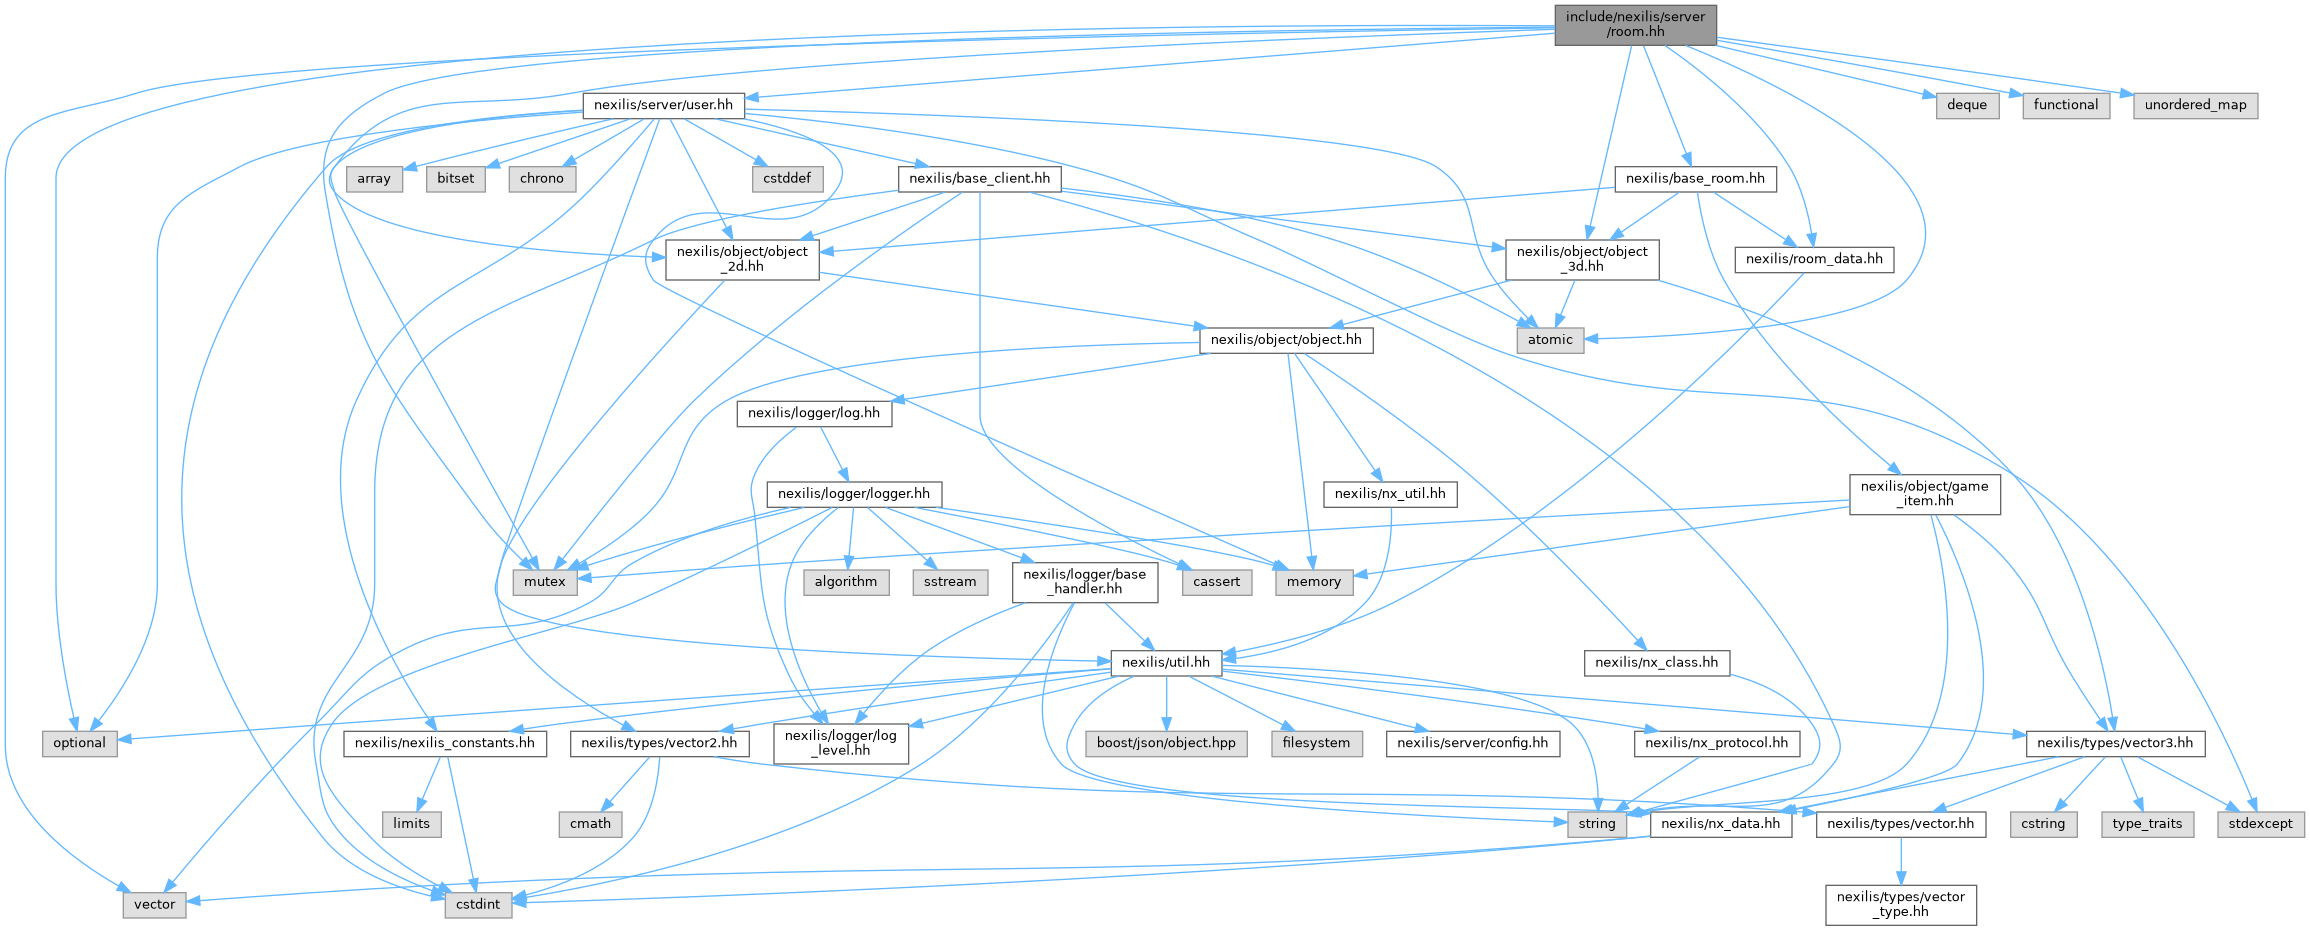 include/nexilis/server
/room.hh
nexilis/server/user.hh
deque
functional
unordered_map
array
bitset
chrono
cstddef
nexilis/base_client.hh
nexilis/base_room.hh
nexilis/object/object
_2d.hh
nexilis/object/object
_3d.hh
nexilis/room_data.hh
nexilis/object/object.hh
atomic
nexilis/logger/log.hh
nexilis/logger/logger.hh
nexilis/nx_util.hh
nexilis/object/game
_item.hh
mutex
algorithm
sstream
nexilis/logger/base
_handler.hh
cassert
memory
nexilis/util.hh
nexilis/nx_class.hh
optional
nexilis/nexilis_constants.hh
nexilis/types/vector2.hh
nexilis/logger/log
_level.hh
boost/json/object.hpp
filesystem
nexilis/server/config.hh
nexilis/nx_protocol.hh
nexilis/types/vector3.hh
limits
cmath
string
nexilis/nx_data.hh
nexilis/types/vector.hh
cstring
type_traits
stdexcept
vector
cstdint
nexilis/types/vector
_type.hh